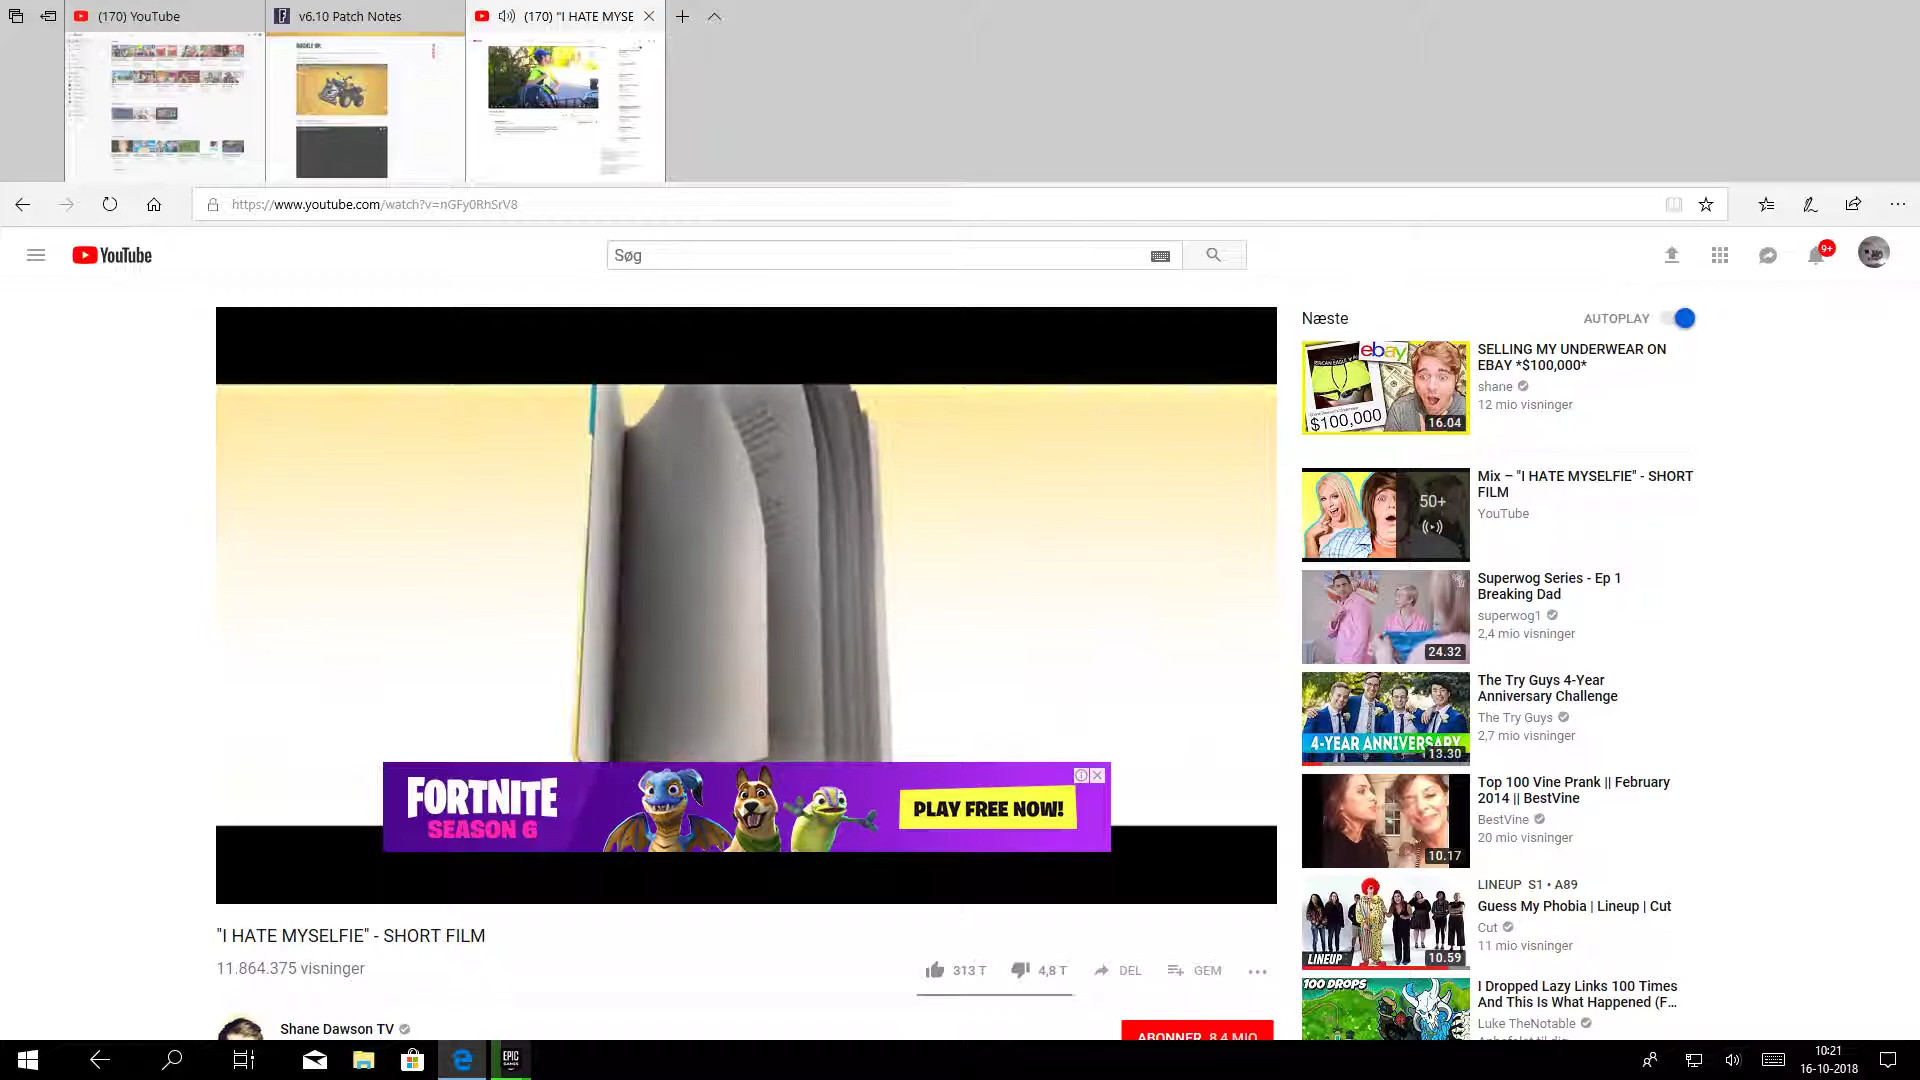 (170) YouTube
v6.10 Patch Notes
(170) "I HATE MYSE
https://www.youtube.com/watch?v=nGFy0RhSrV8
YouTube
Søg
9+
Næste
AUTOPLAY
ebay
$100,000
16.04
SELLING MY UNDERWEAR ON
EBAY *$100,000*
shane
12 mio visninger
50+
Mix – "I HATE MYSELFIE" - SHORT
FILM
YouTube
24.32
Superwog Series - Ep 1
Breaking Dad
superwog1
2,4 mio visninger
4-YEAR ANNIVERSARY
13.30
The Try Guys 4-Year
Anniversary Challenge
The Try Guys
2,7 mio visninger
10.17
Top 100 Vine Prank || February
2014 || BestVine
BestVine
20 mio visninger
LINEUP
10.59
LINEUP S1 • A89
Guess My Phobia | Lineup | Cut
Cut
11 mio visninger
100 DROPS
I Dropped Lazy Links 100 Times
And This Is What Happened (F...
Luke TheNotable
FORTNITE
SEASON 6
PLAY FREE NOW!
"I HATE MYSELFIE" - SHORT FILM
11.864.375 visninger
313 T
4,8 T
DEL
GEM
Shane Dawson TV
ABONNER 8,4 MIO
EPIC
GAMES
10:21
16-10-2018